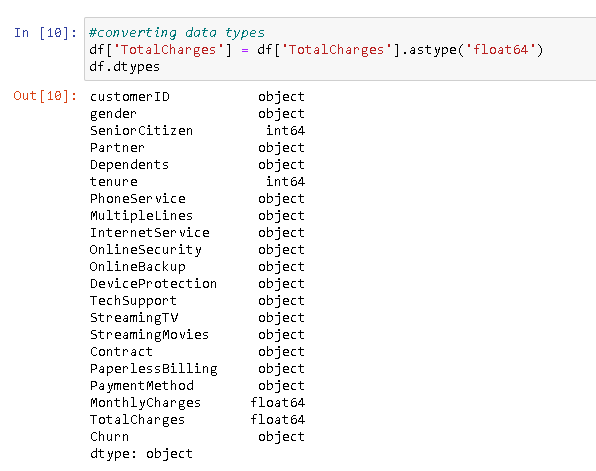 In [10]: #converting data types
df['TotalCharges'] = df['TotalCharges'].astype('float64')
df.dtypes
Out[10]: customerID object
gender object
SeniorCitizen int64
Partner object
Dependents object
tenure int64
PhoneService object
MultipleLines object
InternetService object
OnlineSecurity object
OnlineBackup object
DeviceProtection object
TechSupport object
StreamingTV object
StreamingMovies object
Contract object
PaperlessBilling object
PaymentMethod object
MonthlyCharges float64
TotalCharges float64
Churn object
dtype: object